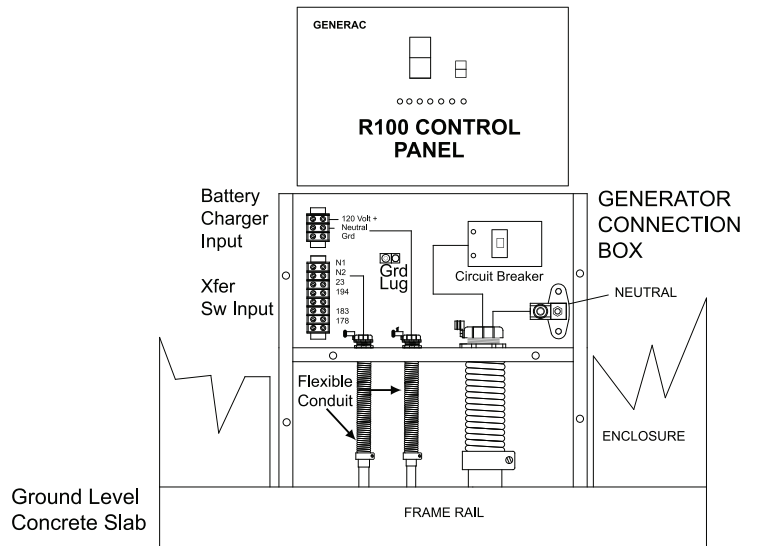 GENERAC
R100 CONTROL
PANEL
Battery
Charger
Input
120 Volt +
Neutral
Grd
GENERATOR
CONNECTION
BOX
Xfer
Sw Input
N1
N2
23
194
183
178
Grd
Lug
Circuit Breaker
NEUTRAL
Flexible
Conduit
ENCLOSURE
Ground Level
Concrete Slab
FRAME RAIL